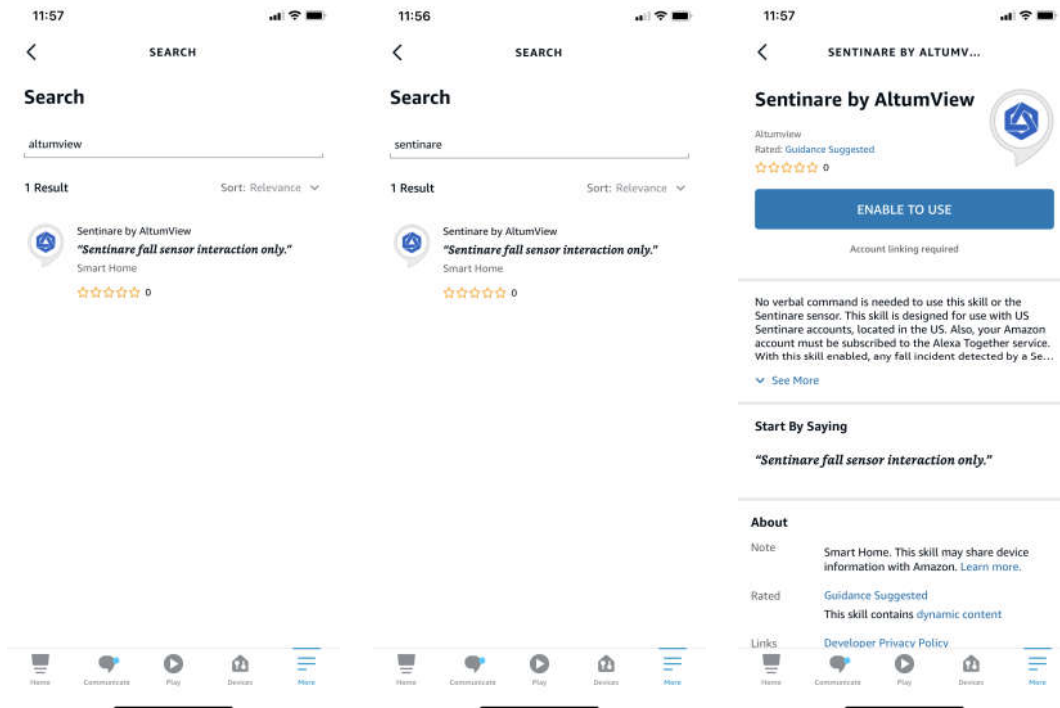 11:57
SEARCH
Search
altumview
1 Result
Sort: Relevance
Sentinare by AltumView
“Sentinare fall sensor interaction only.”
Smart Home
0
Home
Communicate
Play
Devices
More
11:56
SEARCH
Search
sentinare
1 Result
Sort: Relevance
Sentinare by AltumView
“Sentinare fall sensor interaction only.”
Smart Home
0
Home
Communicate
Play
Devices
More
11:57
SENTINARE BY ALTUMV...
Sentinare by AltumView
Altumview
Rated: Guidance Suggested
0
ENABLE TO USE
Account linking required
No verbal command is needed to use this skill or the
Sentinare sensor. This skill is designed for use with US
Sentinare accounts, located in the US. Also, your Amazon
account must be subscribed to the Alexa Together service.
With this skill enabled, any fall incident detected by a Se...
See More
Start By Saying
“Sentinare fall sensor interaction only.”
About
Note
Smart Home. This skill may share device
information with Amazon. Learn more.
Rated
Guidance Suggested
This skill contains dynamic content
Links
Developer Privacy Policy
Home
Communicate
Play
Devices
More